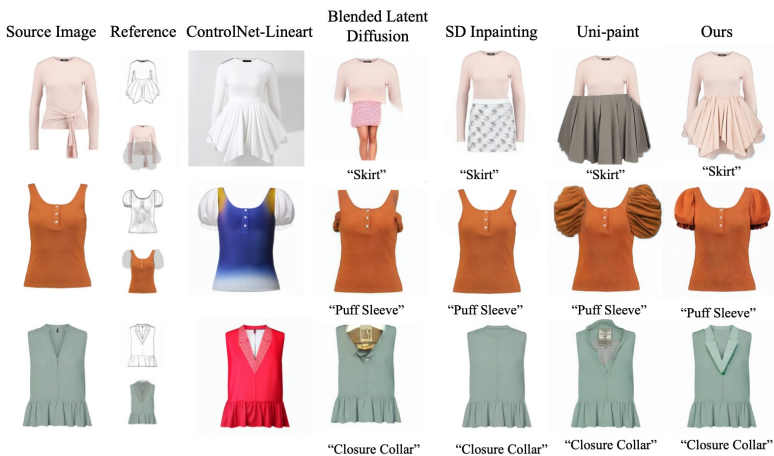 Source Image Reference ControlNet-Lineart Blended Latent Diffusion SD Inpainting Uni-paint Ours
“Skirt” “Skirt” “Skirt” “Skirt”
“Puff Sleeve” “Puff Sleeve” “Puff Sleeve” “Puff Sleeve”
“Closure Collar” “Closure Collar” “Closure Collar” “Closure Collar”